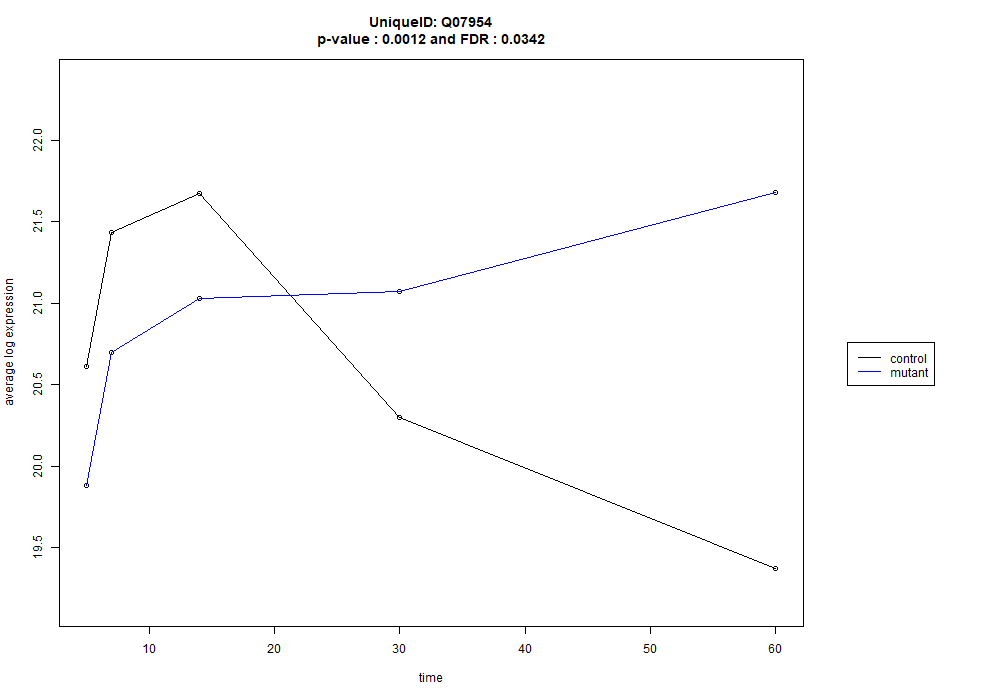 UniqueID: Q07954
p-value : 0.0012 and FDR : 0.0342
22.0
21.5
21.0
20.5
20.0
19.5
average log expression
10 20 30 40 50 60
time
control
mutant